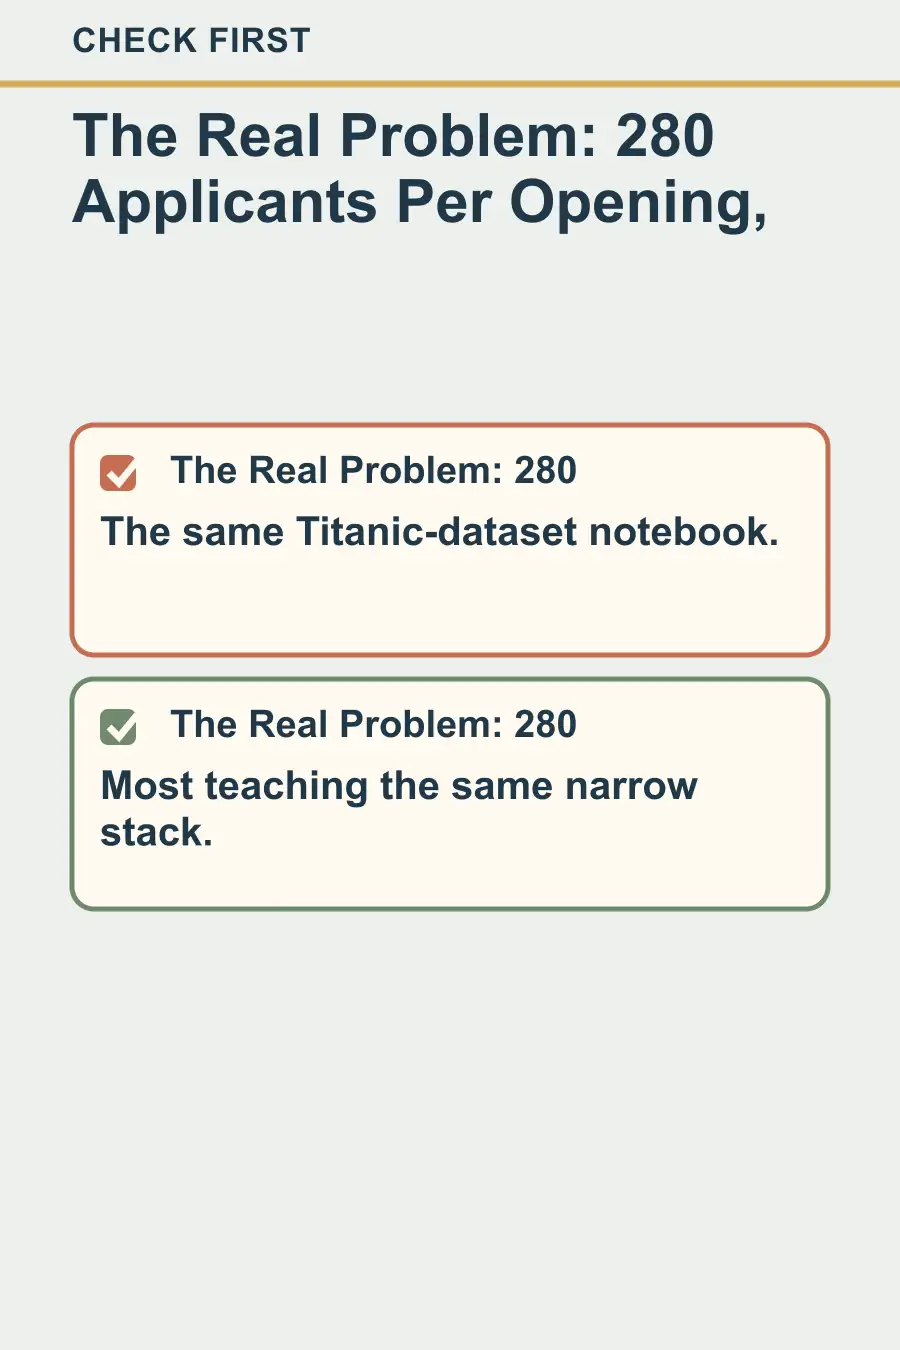 CHECK FIRST
The Real Problem: 280
Applicants Per Opening,
The Real Problem: 280
The same Titanic-dataset notebook.
The Real Problem: 280
Most teaching the same narrow
stack.